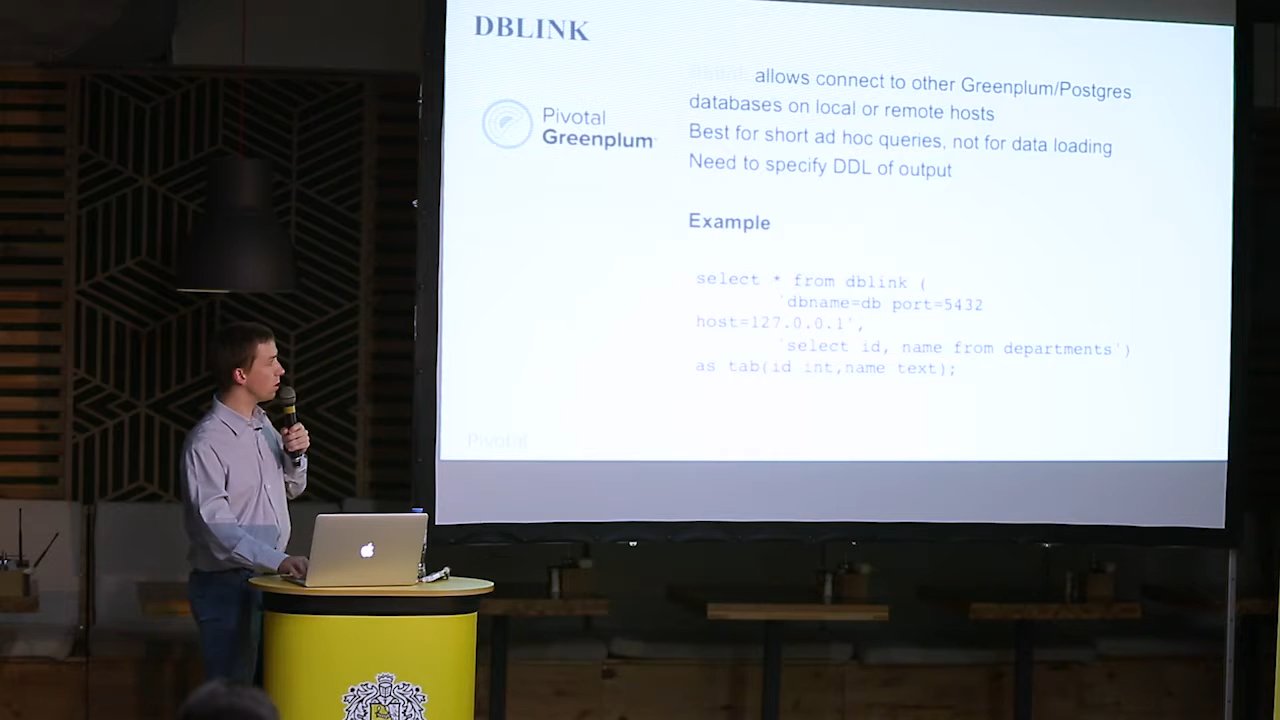 DBLINK
Pivotal
Greenplum
allows connect to other Greenplum/Postgres
databases on local or remote hosts
Best for short ad hoc queries, not for data loading
Need to specify DDL of output
Example
select * from dblink (
'dbname=db port=5432
host=127.0.0.1',
'select id, name from departments')
as tab(id int,name text);
Pivotal